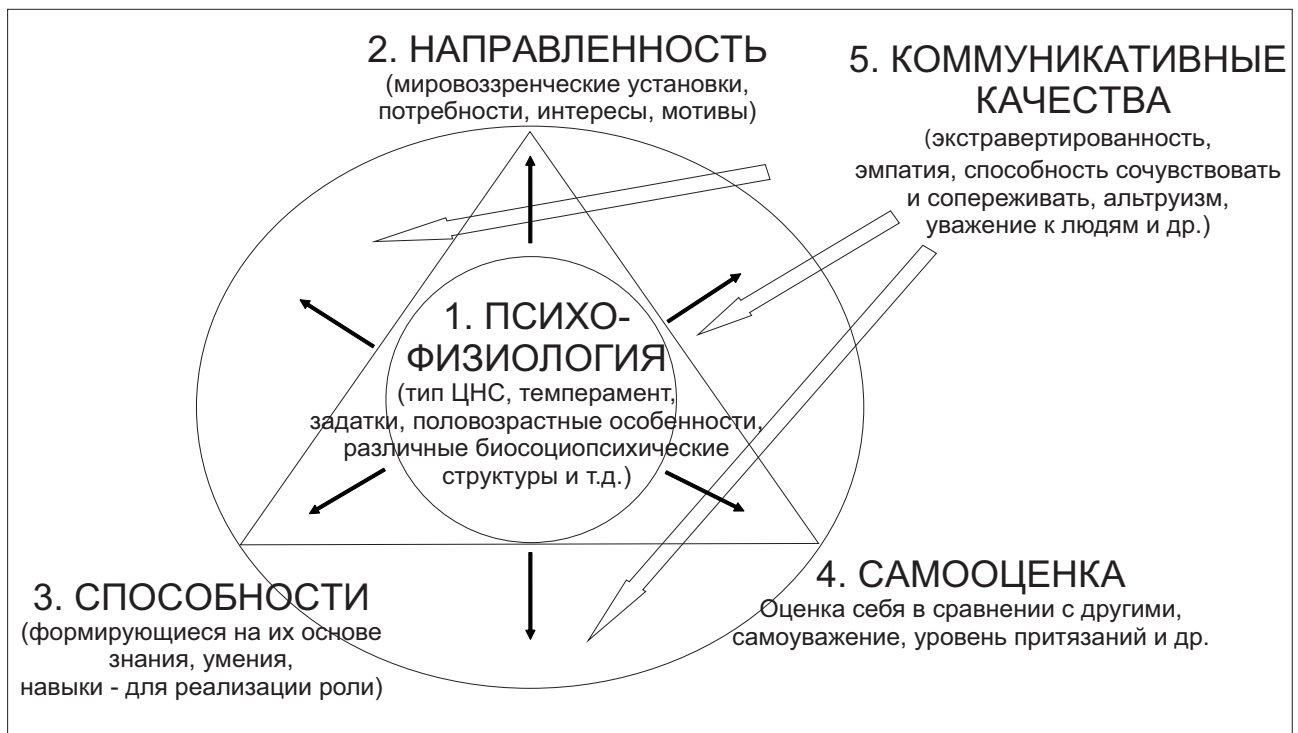 2. НАПРАВЛЕННОСТЬ
(мировоззренческие установки,
потребности, интересы, мотивы)
5. КОММУНИКАТИВНЫЕ
КАЧЕСТВА
(экстравертированность,
эмпатия, способность сочувствовать
и сопереживать, альтруизм,
уважение к людям и др.)
1. ПСИХО-
ФИЗИОЛОГИЯ
(тип ЦНС, темперамент,
задатки, половозрастные особенности,
различные биосоциопсихические
структуры и т.д.)
3. СПОСОБНОСТИ
(формирующиеся на их основе
знания, умения,
навыки - для реализации роли)
4. САМООЦЕНКА
Оценка себя в сравнении с другими,
самоуважение, уровень притязаний и др.